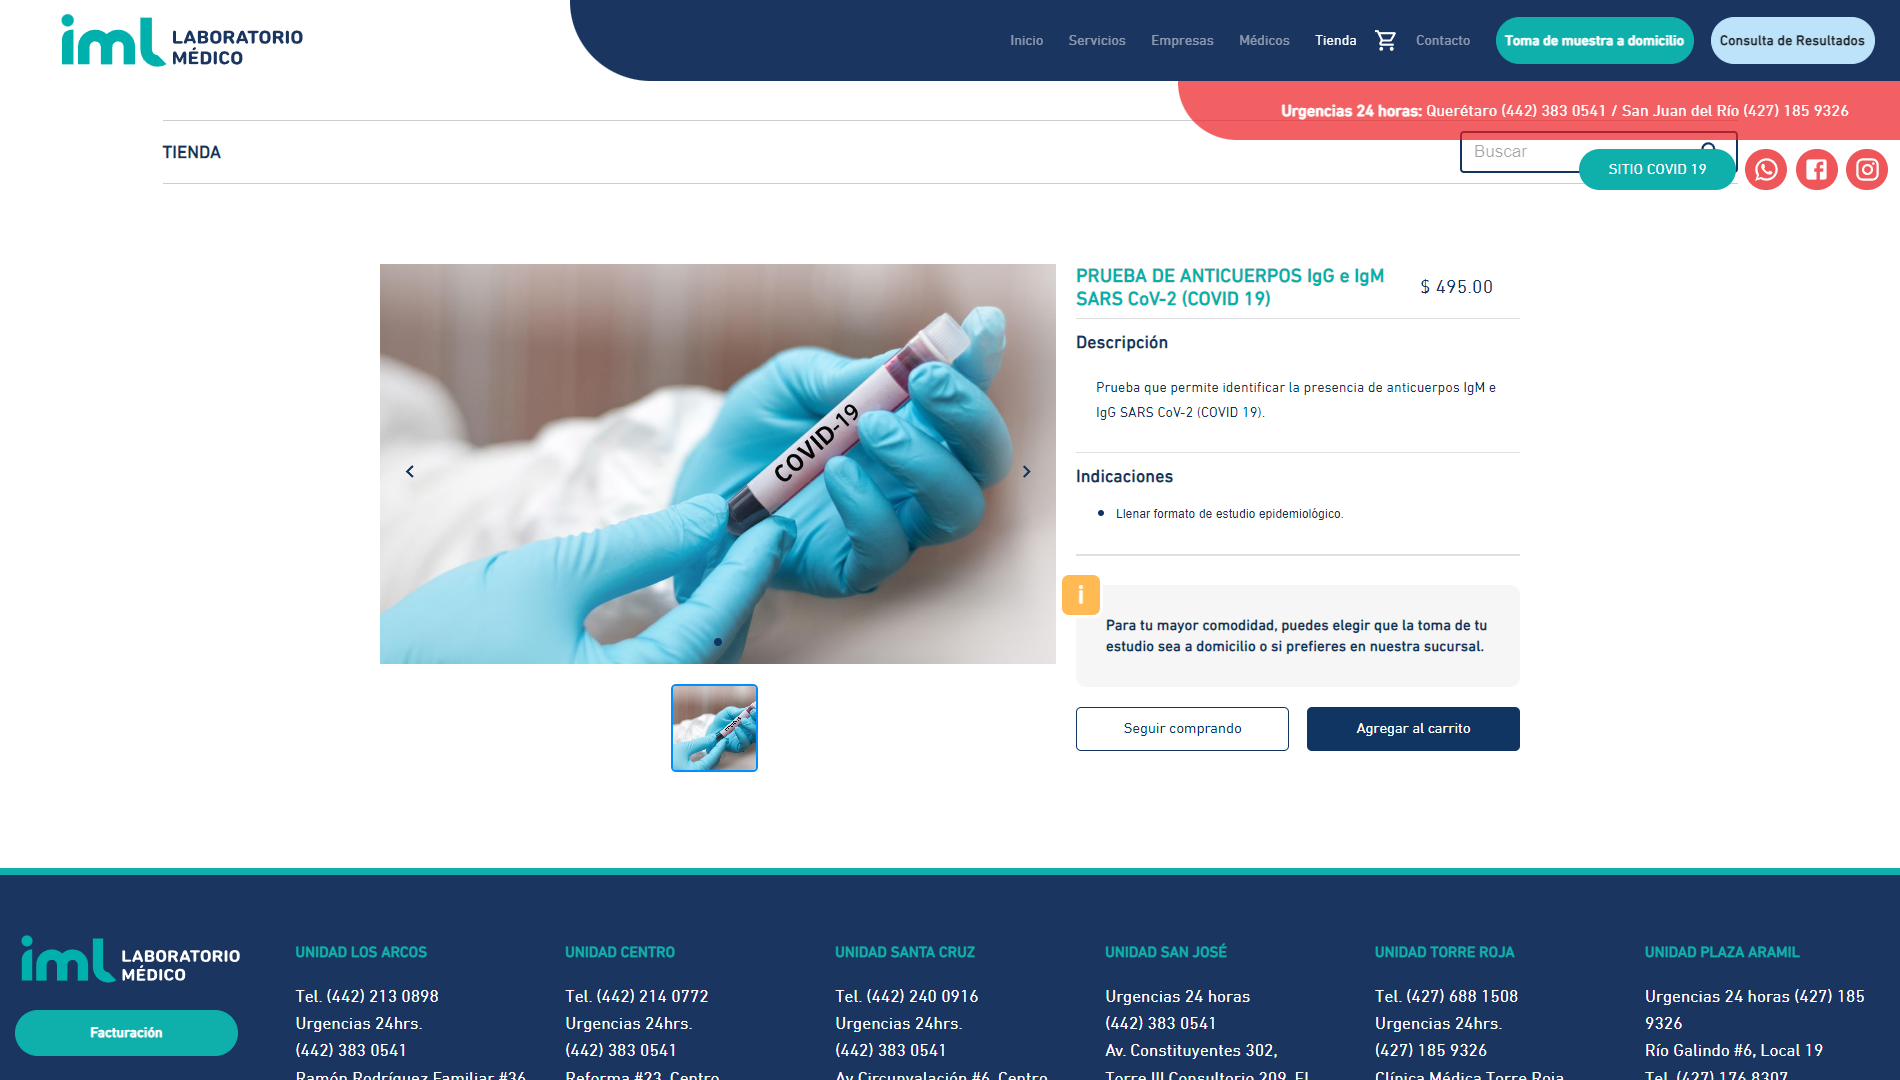 iml LABORATORIO
MÉDICO
Inicio
Servicios
Empresas
Médicos
Tienda
Contacto
Toma de muestra a domicilio
Consulta de Resultados
Urgencias 24 horas: Querétaro (442) 383 0541 / San Juan del Río (427) 185 9326
TIENDA
Buscar
SITIO COVID 19
COVID-19
PRUEBA DE ANTICUERPOS IgG e IgM
SARS CoV-2 (COVID 19)
$ 495.00
Descripción
Prueba que permite identificar la presencia de anticuerpos IgM e
IgG SARS CoV-2 (COVID 19).
Indicaciones
Llenar formato de estudio epidemiológico.
i
Para tu mayor comodidad, puedes elegir que la toma de tu
estudio sea a domicilio o si prefieres en nuestra sucursal.
Seguir comprando
Agregar al carrito
iml LABORATORIO
MÉDICO
Facturación
UNIDAD LOS ARCOS
Tel. (442) 213 0898
Urgencias 24hrs.
(442) 383 0541
Ramón Rodríguez Familiar #36
UNIDAD CENTRO
Tel. (442) 214 0772
Urgencias 24hrs.
(442) 383 0541
Reforma #23, Centro
UNIDAD SANTA CRUZ
Tel. (442) 240 0916
Urgencias 24hrs.
(442) 383 0541
Av Circunvalación #6, Centro
UNIDAD SAN JOSÉ
Urgencias 24 horas
(442) 383 0541
Av. Constituyentes 302,
Torre III Consultorio 209, El
UNIDAD TORRE ROJA
Tel. (427) 688 1508
Urgencias 24hrs.
(427) 185 9326
Clínica Médica Torre Roja
UNIDAD PLAZA ARAMIL
Urgencias 24 horas (427) 185
9326
Río Galindo #6, Local 19
Tel. (427) 176 8307